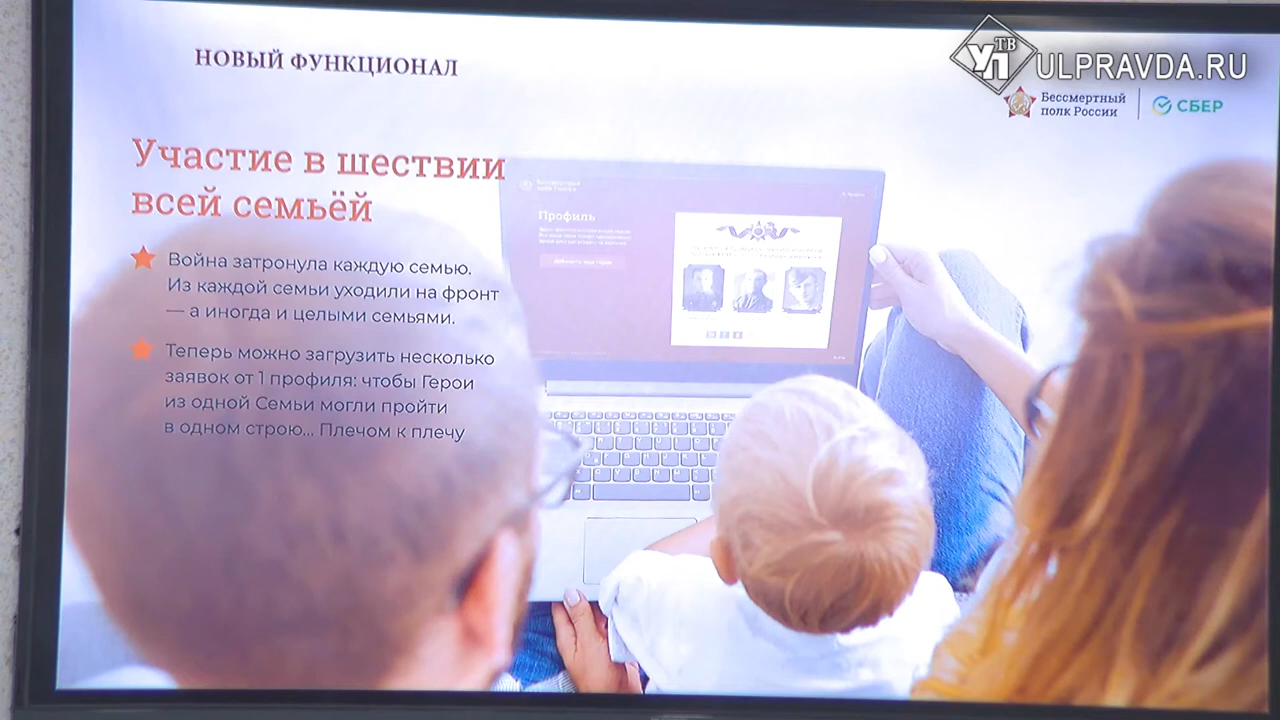 НОВЫЙ ФУНКЦИОНАЛ
УПТВ
ULPRAVDA.RU
Бессмертный
полк России
СБЕР
Участие в шествии
всей семьёй
Война затронула каждую семью.
Из каждой семьи уходили на фронт
— а иногда и целыми семьями.
Теперь можно загрузить несколько
заявок от 1 профиля: чтобы Герои
из одной Семьи могли пройти
в одном строю... Плечом к плечу
Профиль